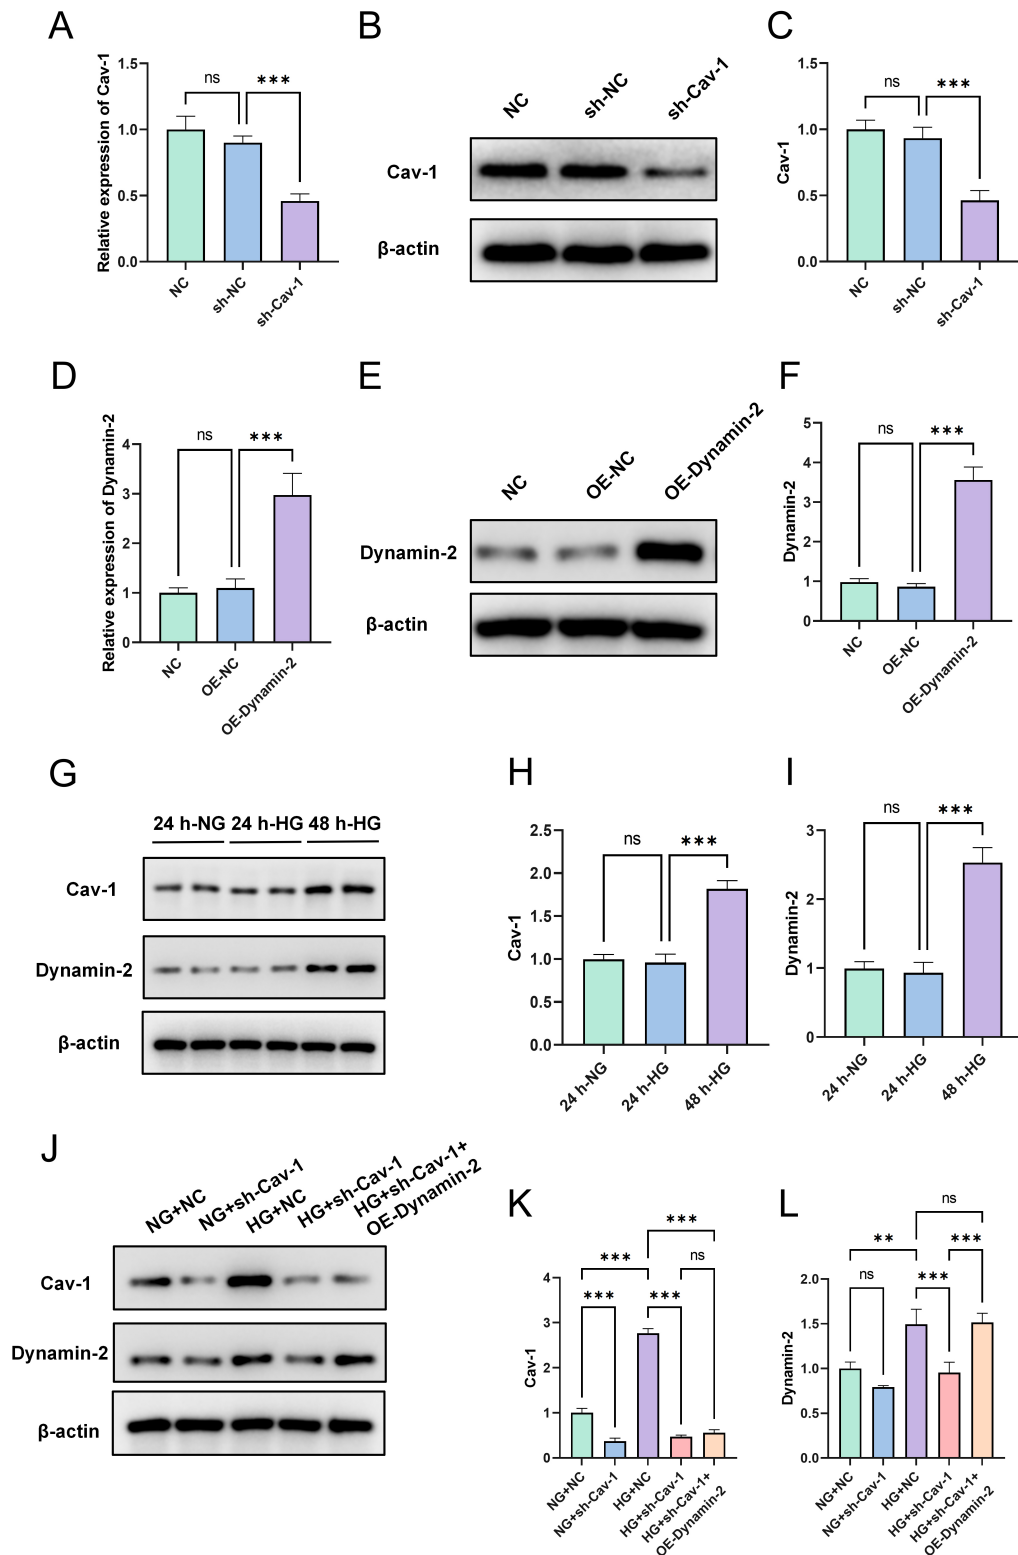 A
Relative expression of Cav-1
1.5
1.0
0.5
0.0
ns
***
NC
sh-NC
sh-Cav-1
B
NC
sh-NC
sh-Cav-1
Cav-1
β-actin
C
Cav-1
1.5
1.0
0.5
0.0
ns
***
NC
sh-NC
sh-Cav-1
D
Relative expression of Dynamin-2
4
3
2
1
0
ns
***
NC
OE-NC
OE-Dynamin-2
E
NC
OE-NC
OE-Dynamin-2
Dynamin-2
β-actin
F
Dynamin-2
5
4
3
2
1
0
ns
***
NC
OE-NC
OE-Dynamin-2
G
24 h-NG 24 h-HG 48 h-HG
Cav-1
Dynamin-2
β-actin
H
Cav-1
2.5
2.0
1.5
1.0
0.5
0.0
ns
***
24 h-NG
24 h-HG
48 h-HG
I
Dynamin-2
3
2
1
0
ns
***
24 h-NG
24 h-HG
48 h-HG
J
NG+NC
NG+sh-Cav-1
HG+NC
HG+sh-Cav-1
HG+sh-Cav-1+
OE-Dynamin-2
Cav-1
Dynamin-2
β-actin
K
Cav-1
4
3
2
1
0
***
*** ns
*** ***
NG+NC
NG+sh-Cav-1
HG+NC
HG+sh-Cav-1
HG+sh-Cav-1+
OE-Dynamin-2
L
Dynamin-2
2.0
1.5
1.0
0.5
0.0
ns
** ***
ns ***
NG+NC
NG+sh-Cav-1
HG+NC
HG+sh-Cav-1
HG+sh-Cav-1+
OE-Dynamin-2